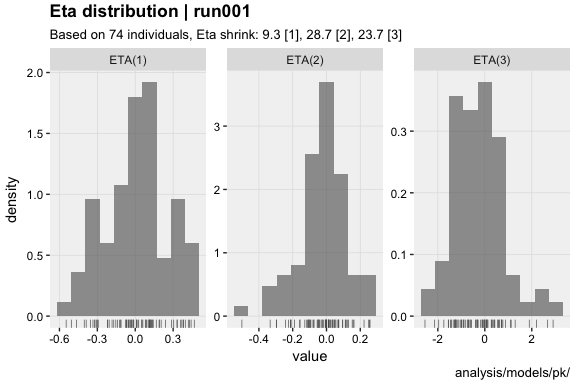 Eta distribution | run001
Based on 74 individuals, Eta shrink: 9.3 [1], 28.7 [2], 23.7 [3]
ETA(1) ETA(2) ETA(3)
density
2.0
1.5
1.0
0.5
0.0
3
2
1
0
0.3
0.2
0.1
0.0
-0.6 -0.3 0.0 0.3
-0.4 -0.2 0.0 0.2
-2 0 2
value
analysis/models/pk/